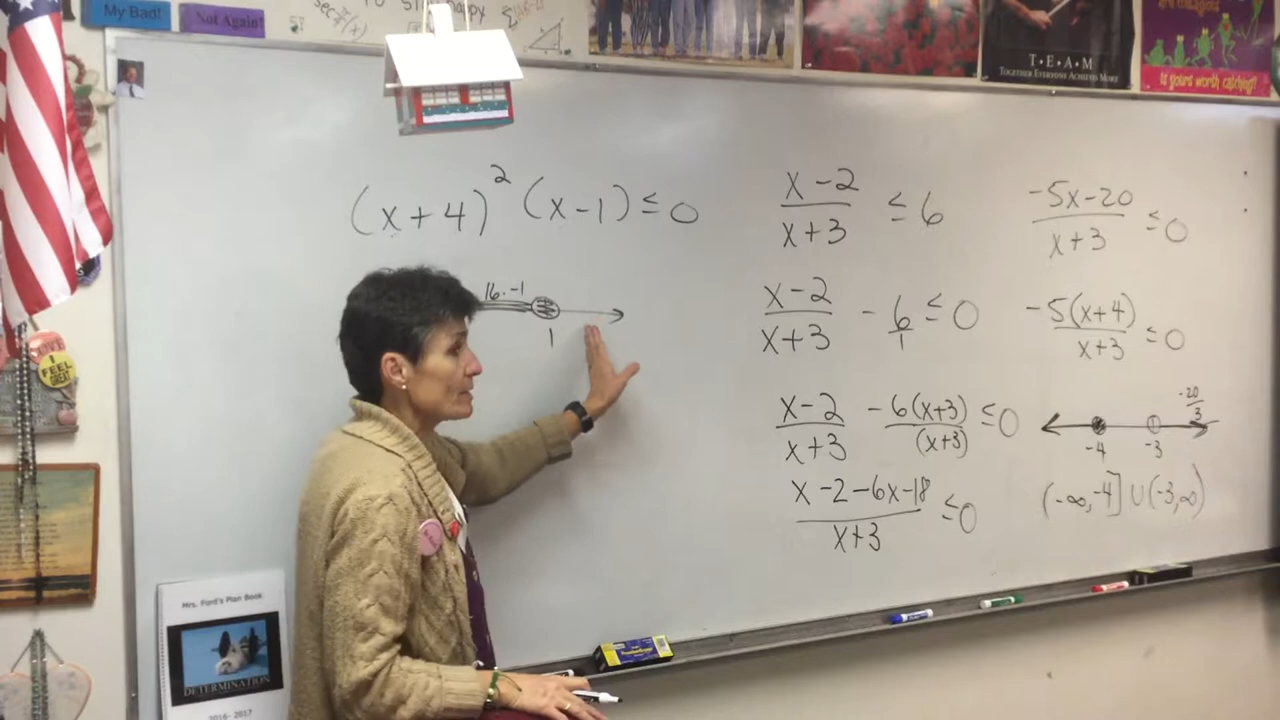 My Bad!
Not Again!
T•E•A•M
TOGETHER EVERYONE ACHIEVES MORE
is yours worth catching?
(x+4)² (x-1) ≤ 0
16·-1
1
x-2/x+3 ≤ 6
x-2/x+3 - 6/1 ≤ 0
x-2/x+3 - 6(x+3)/(x+3) ≤ 0
x-2-6x-18/x+3 ≤ 0
-5x-20/x+3 ≤ 0
-5(x+4)/x+3 ≤ 0
-20/3
-4 -3
(-∞,-4] ∪ (-3,∞)
I FEEL GREAT
Mrs. Ford's Plan Book
DETERMINATION
2016-2017